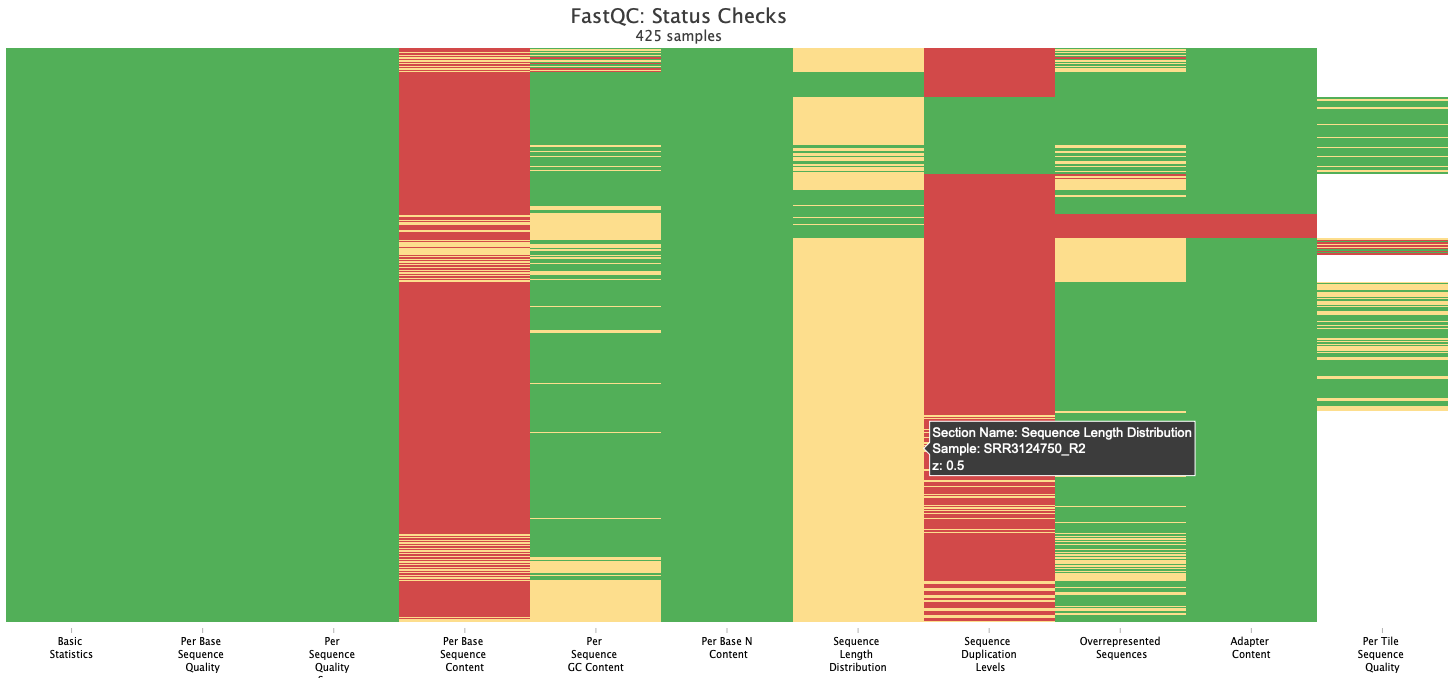 FastQC: Status Checks
425 samples
Section Name: Sequence Length Distribution
Sample: SRR3124750_R2
z: 0.5
Basic
Statistics
Per Base
Sequence
Quality
Per
Sequence
Quality
Per Base
Sequence
Content
Per
Sequence
GC Content
Per Base N
Content
Sequence
Length
Distribution
Sequence
Duplication
Levels
Overrepresented
Sequences
Adapter
Content
Per Tile
Sequence
Quality